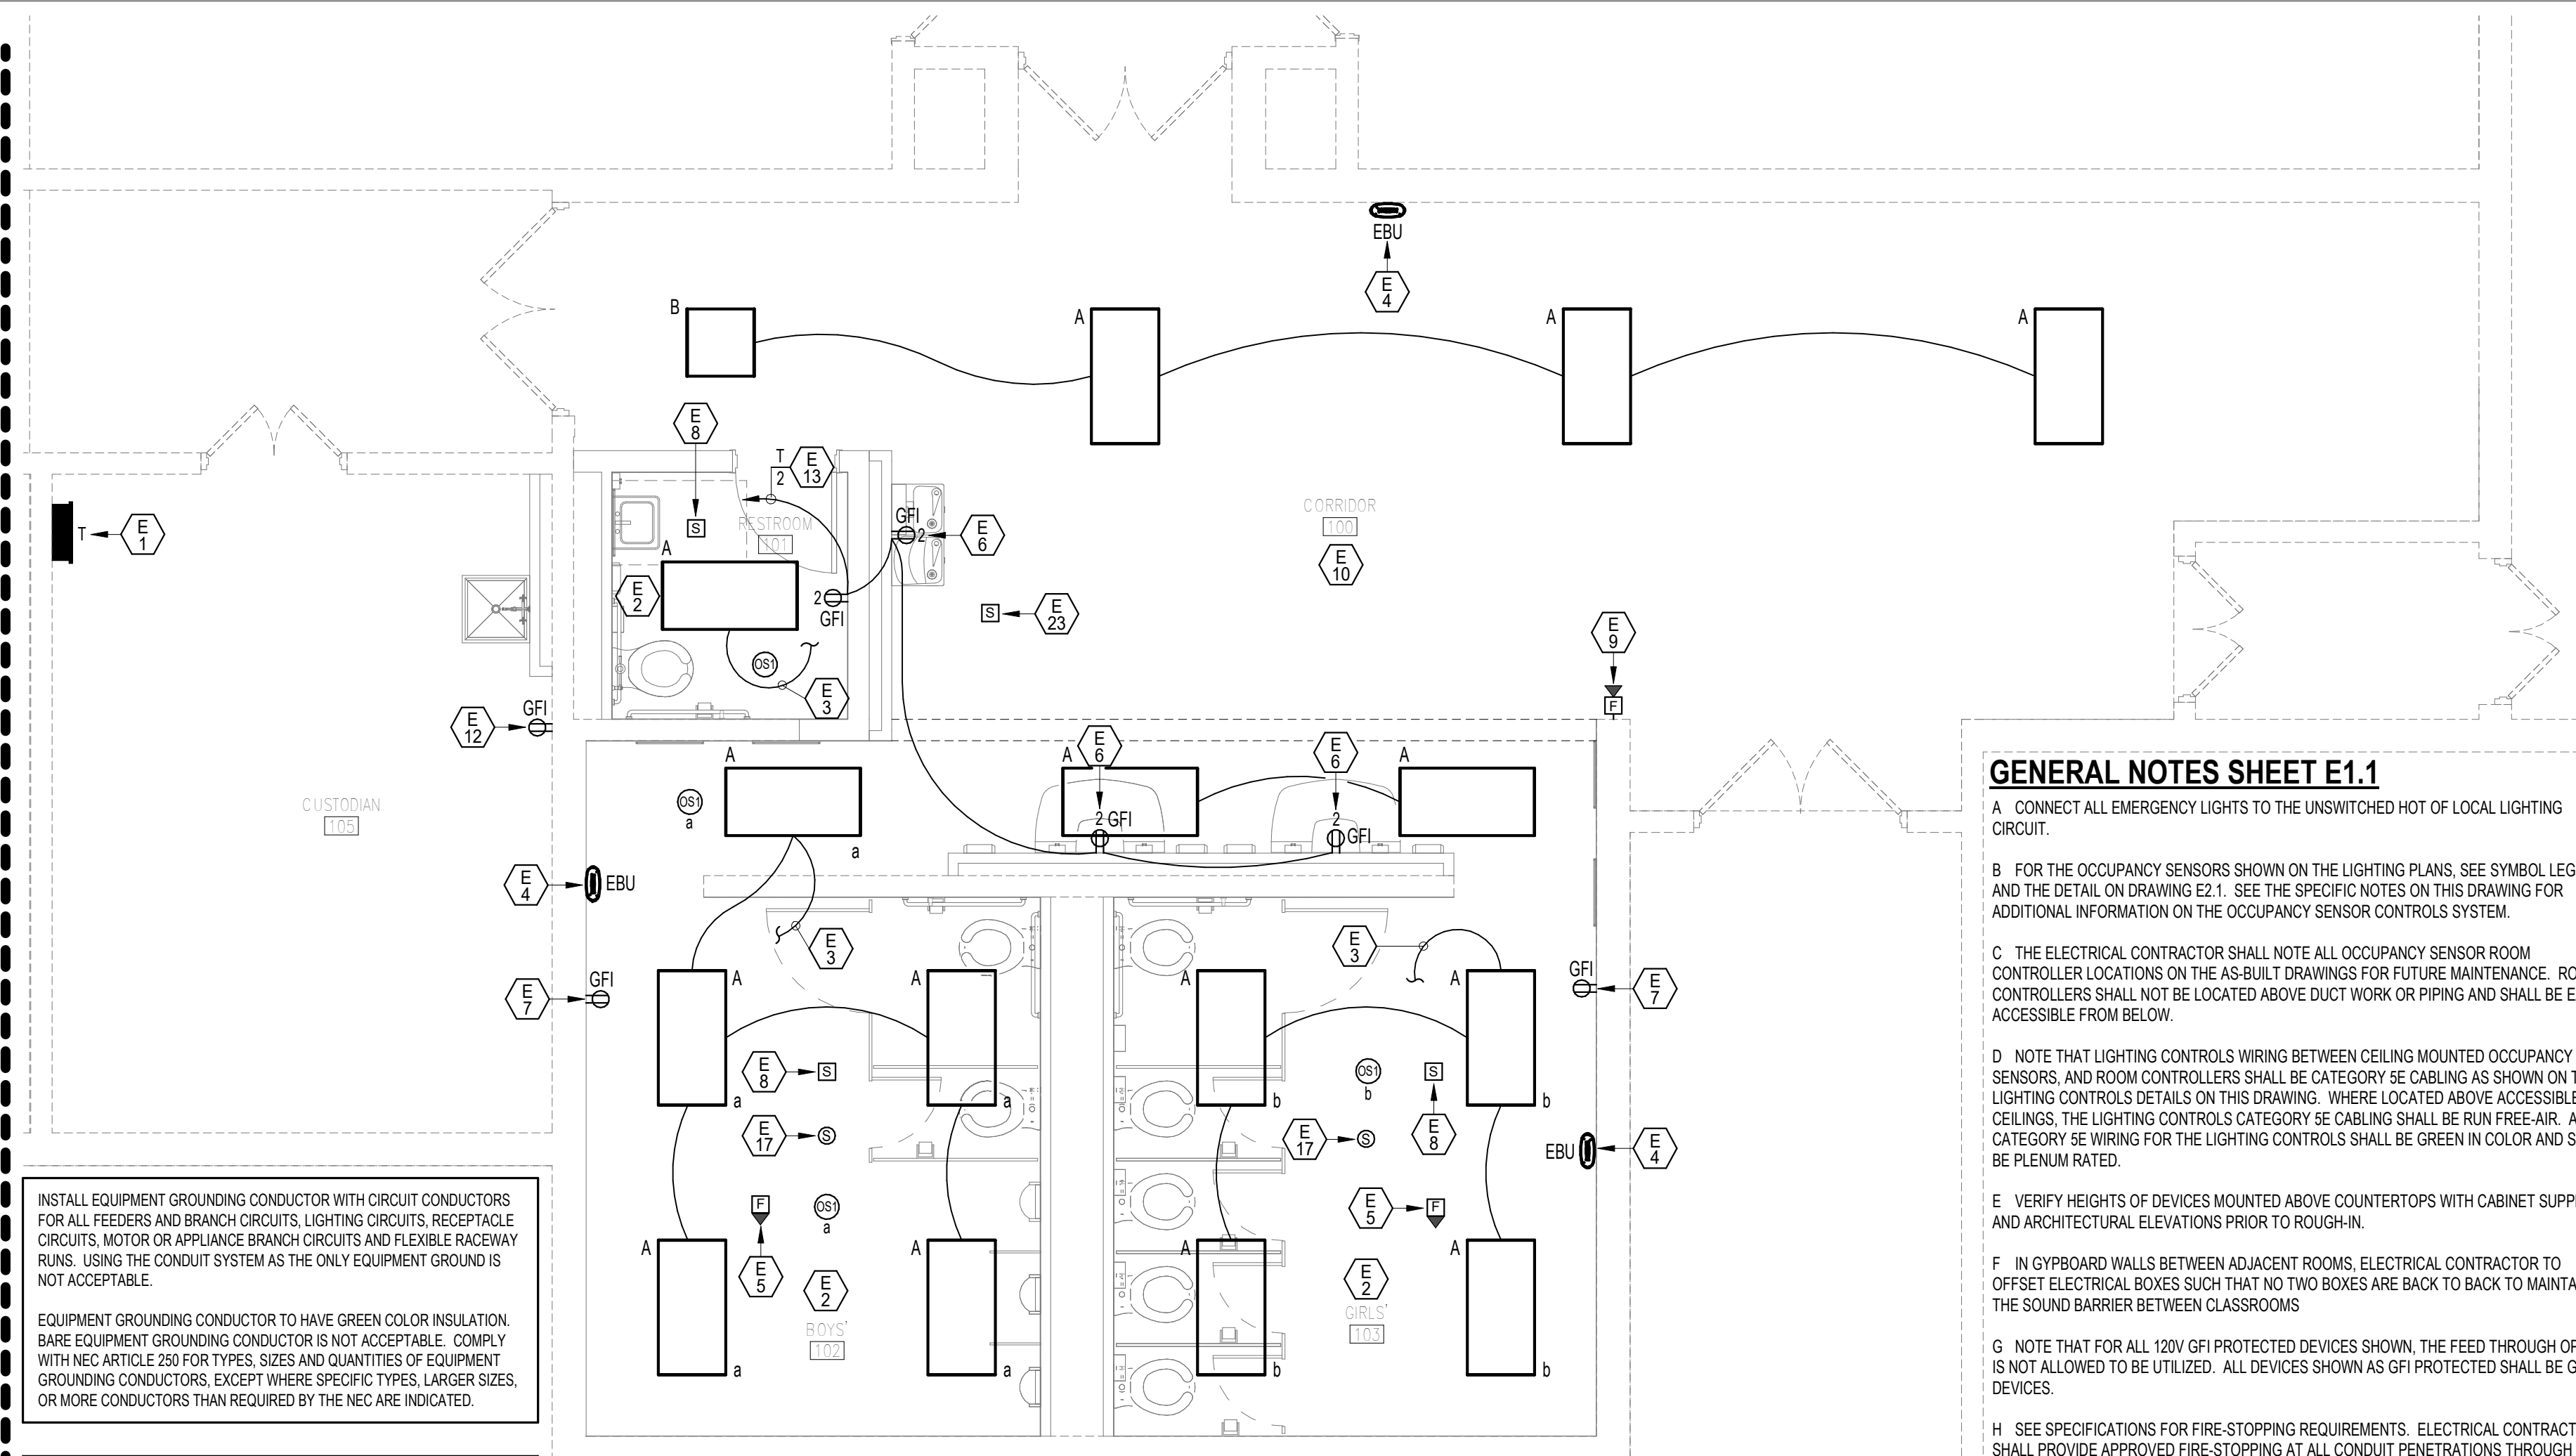 EBU
E
4
B
A
A
A
E
8
T
2
E
13
S
RESTROOM
101
GFI
2
E
6
CORRIDOR
100
E
10
T
E
1
A
E
2
2
GFI
S
E
23
OS1
E
3
E
9
F
GFI
E
12
CUSTODIAN
105
A
OS1
a
a
A
E
6
2 GFI
E
6
2
GFI
A
E
4
EBU
E
3
E
3
GFI
E
7
GFI
E
7
A
a
A
a
A
b
A
b
E
8
S
E
17
S
OS1
b
S
E
8
E
17
S
EBU
E
4
F
E
5
OS1
a
E
5
F
A
a
A
a
A
b
A
b
E
2
BOYS'
102
E
2
GIRLS'
103
INSTALL EQUIPMENT GROUNDING CONDUCTOR WITH CIRCUIT CONDUCTORS
FOR ALL FEEDERS AND BRANCH CIRCUITS, LIGHTING CIRCUITS, RECEPTACLE
CIRCUITS, MOTOR OR APPLIANCE BRANCH CIRCUITS AND FLEXIBLE RACEWAY
RUNS. USING THE CONDUIT SYSTEM AS THE ONLY EQUIPMENT GROUND IS
NOT ACCEPTABLE.
EQUIPMENT GROUNDING CONDUCTOR TO HAVE GREEN COLOR INSULATION.
BARE EQUIPMENT GROUNDING CONDUCTOR IS NOT ACCEPTABLE. COMPLY
WITH NEC ARTICLE 250 FOR TYPES, SIZES AND QUANTITIES OF EQUIPMENT
GROUNDING CONDUCTORS, EXCEPT WHERE SPECIFIC TYPES, LARGER SIZES,
OR MORE CONDUCTORS THAN REQUIRED BY THE NEC ARE INDICATED.
GENERAL NOTES SHEET E1.1
A CONNECT ALL EMERGENCY LIGHTS TO THE UNSWITCHED HOT OF LOCAL LIGHTING
CIRCUIT.
B FOR THE OCCUPANCY SENSORS SHOWN ON THE LIGHTING PLANS, SEE SYMBOL LEG
AND THE DETAIL ON DRAWING E2.1. SEE THE SPECIFIC NOTES ON THIS DRAWING FOR
ADDITIONAL INFORMATION ON THE OCCUPANCY SENSOR CONTROLS SYSTEM.
C THE ELECTRICAL CONTRACTOR SHALL NOTE ALL OCCUPANCY SENSOR ROOM
CONTROLLER LOCATIONS ON THE AS-BUILT DRAWINGS FOR FUTURE MAINTENANCE. RO
CONTROLLERS SHALL NOT BE LOCATED ABOVE DUCT WORK OR PIPING AND SHALL BE E
ACCESSIBLE FROM BELOW.
D NOTE THAT LIGHTING CONTROLS WIRING BETWEEN CEILING MOUNTED OCCUPANCY
SENSORS, AND ROOM CONTROLLERS SHALL BE CATEGORY 5E CABLING AS SHOWN ON T
LIGHTING CONTROLS DETAILS ON THIS DRAWING. WHERE LOCATED ABOVE ACCESSIBLE
CEILINGS, THE LIGHTING CONTROLS CATEGORY 5E CABLING SHALL BE RUN FREE-AIR. A
CATEGORY 5E WIRING FOR THE LIGHTING CONTROLS SHALL BE GREEN IN COLOR AND S
BE PLENUM RATED.
E VERIFY HEIGHTS OF DEVICES MOUNTED ABOVE COUNTERTOPS WITH CABINET SUPP
AND ARCHITECTURAL ELEVATIONS PRIOR TO ROUGH-IN.
F IN GYPBOARD WALLS BETWEEN ADJACENT ROOMS, ELECTRICAL CONTRACTOR TO
OFFSET ELECTRICAL BOXES SUCH THAT NO TWO BOXES ARE BACK TO BACK TO MAINTA
THE SOUND BARRIER BETWEEN CLASSROOMS
G NOTE THAT FOR ALL 120V GFI PROTECTED DEVICES SHOWN, THE FEED THROUGH OP
IS NOT ALLOWED TO BE UTILIZED. ALL DEVICES SHOWN AS GFI PROTECTED SHALL BE G
DEVICES.
H SEE SPECIFICATIONS FOR FIRE-STOPPING REQUIREMENTS. ELECTRICAL CONTRACT
SHALL PROVIDE APPROVED FIRE-STOPPING AT ALL CONDUIT PENETRATIONS THROUGH